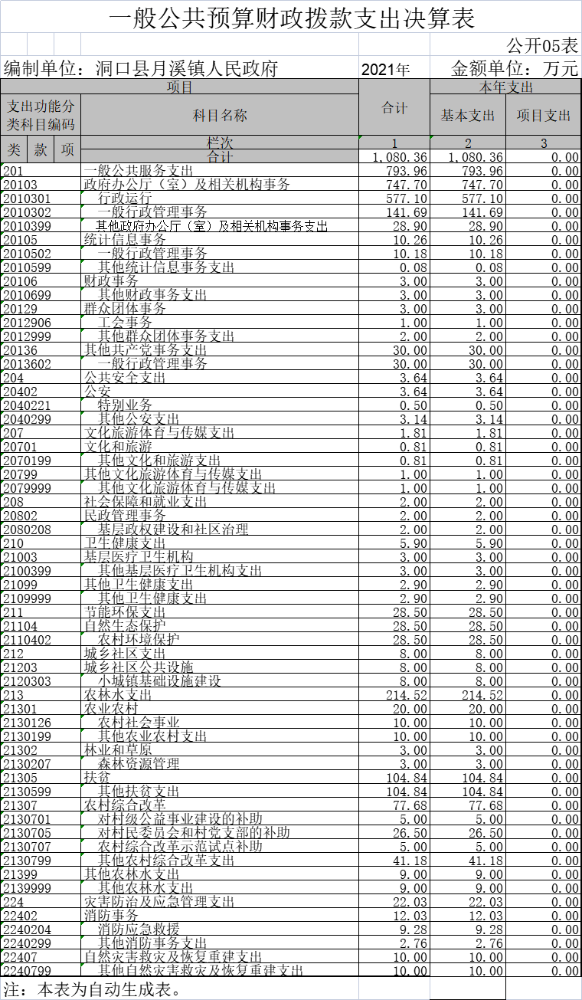 一般公共预算财政拨款支出决算表
公开05表
编制单位：洞口县月溪镇人民政府 2021年 金额单位：万元
项目 合计 本年支出
支出功能分类科目编码 科目名称 基本支出 项目支出
类 款 项 栏次 1 2 3
合计 1,080.36 1,080.36 0.00
201 一般公共服务支出 793.96 793.96 0.00
20103 政府办公厅（室）及相关机构事务 747.70 747.70 0.00
2010301 行政运行 577.10 577.10 0.00
2010302 一般行政管理事务 141.69 141.69 0.00
2010399 其他政府办公厅（室）及相关机构事务支出 28.90 28.90 0.00
20105 统计信息事务 10.26 10.26 0.00
2010502 一般行政管理事务 10.18 10.18 0.00
2010599 其他统计信息事务支出 0.08 0.08 0.00
20106 财政事务 3.00 3.00 0.00
2010699 其他财政事务支出 3.00 3.00 0.00
20129 群众团体事务 3.00 3.00 0.00
2012906 工会事务 1.00 1.00 0.00
2012999 其他群众团体事务支出 2.00 2.00 0.00
20136 其他共产党事务支出 30.00 30.00 0.00
2013602 一般行政管理事务 30.00 30.00 0.00
204 公共安全支出 3.64 3.64 0.00
20402 公安 3.64 3.64 0.00
2040221 特别业务 0.50 0.50 0.00
2040299 其他公安支出 3.14 3.14 0.00
207 文化旅游体育与传媒支出 1.81 1.81 0.00
20701 文化和旅游 0.81 0.81 0.00
2070199 其他文化和旅游支出 0.81 0.81 0.00
20799 其他文化旅游体育与传媒支出 1.00 1.00 0.00
2079999 其他文化旅游体育与传媒支出 1.00 1.00 0.00
208 社会保障和就业支出 2.00 2.00 0.00
20802 民政管理事务 2.00 2.00 0.00
2080208 基层政权建设和社区治理 2.00 2.00 0.00
210 卫生健康支出 5.90 5.90 0.00
21003 基层医疗卫生机构 3.00 3.00 0.00
2100399 其他基层医疗卫生机构支出 3.00 3.00 0.00
21099 其他卫生健康支出 2.90 2.90 0.00
2109999 其他卫生健康支出 2.90 2.90 0.00
211 节能环保支出 28.50 28.50 0.00
21104 自然生态保护 28.50 28.50 0.00
2110402 农村环境保护 28.50 28.50 0.00
212 城乡社区支出 8.00 8.00 0.00
21203 城乡社区公共设施 8.00 8.00 0.00
2120303 小城镇基础设施建设 8.00 8.00 0.00
213 农林水支出 214.52 214.52 0.00
21301 农业农村 20.00 20.00 0.00
2130126 农村社会事业 10.00 10.00 0.00
2130199 其他农业农村支出 10.00 10.00 0.00
21302 林业和草原 3.00 3.00 0.00
2130207 森林资源管理 3.00 3.00 0.00
21305 扶贫 104.84 104.84 0.00
2130599 其他扶贫支出 104.84 104.84 0.00
21307 农村综合改革 77.68 77.68 0.00
2130701 对村级公益事业建设的补助 5.00 5.00 0.00
2130705 对村民委员会和村党支部的补助 26.50 26.50 0.00
2130707 农村综合改革示范试点补助 5.00 5.00 0.00
2130799 其他农村综合改革支出 41.18 41.18 0.00
21399 其他农林水支出 9.00 9.00 0.00
2139999 其他农林水支出 9.00 9.00 0.00
224 灾害防治及应急管理支出 22.03 22.03 0.00
22402 消防事务 12.03 12.03 0.00
2240204 消防应急救援 9.28 9.28 0.00
2240299 其他消防事务支出 2.76 2.76 0.00
22407 自然灾害救灾及恢复重建支出 10.00 10.00 0.00
2240799 其他自然灾害救灾及恢复重建支出 10.00 10.00 0.00
注：本表为自动生成表。